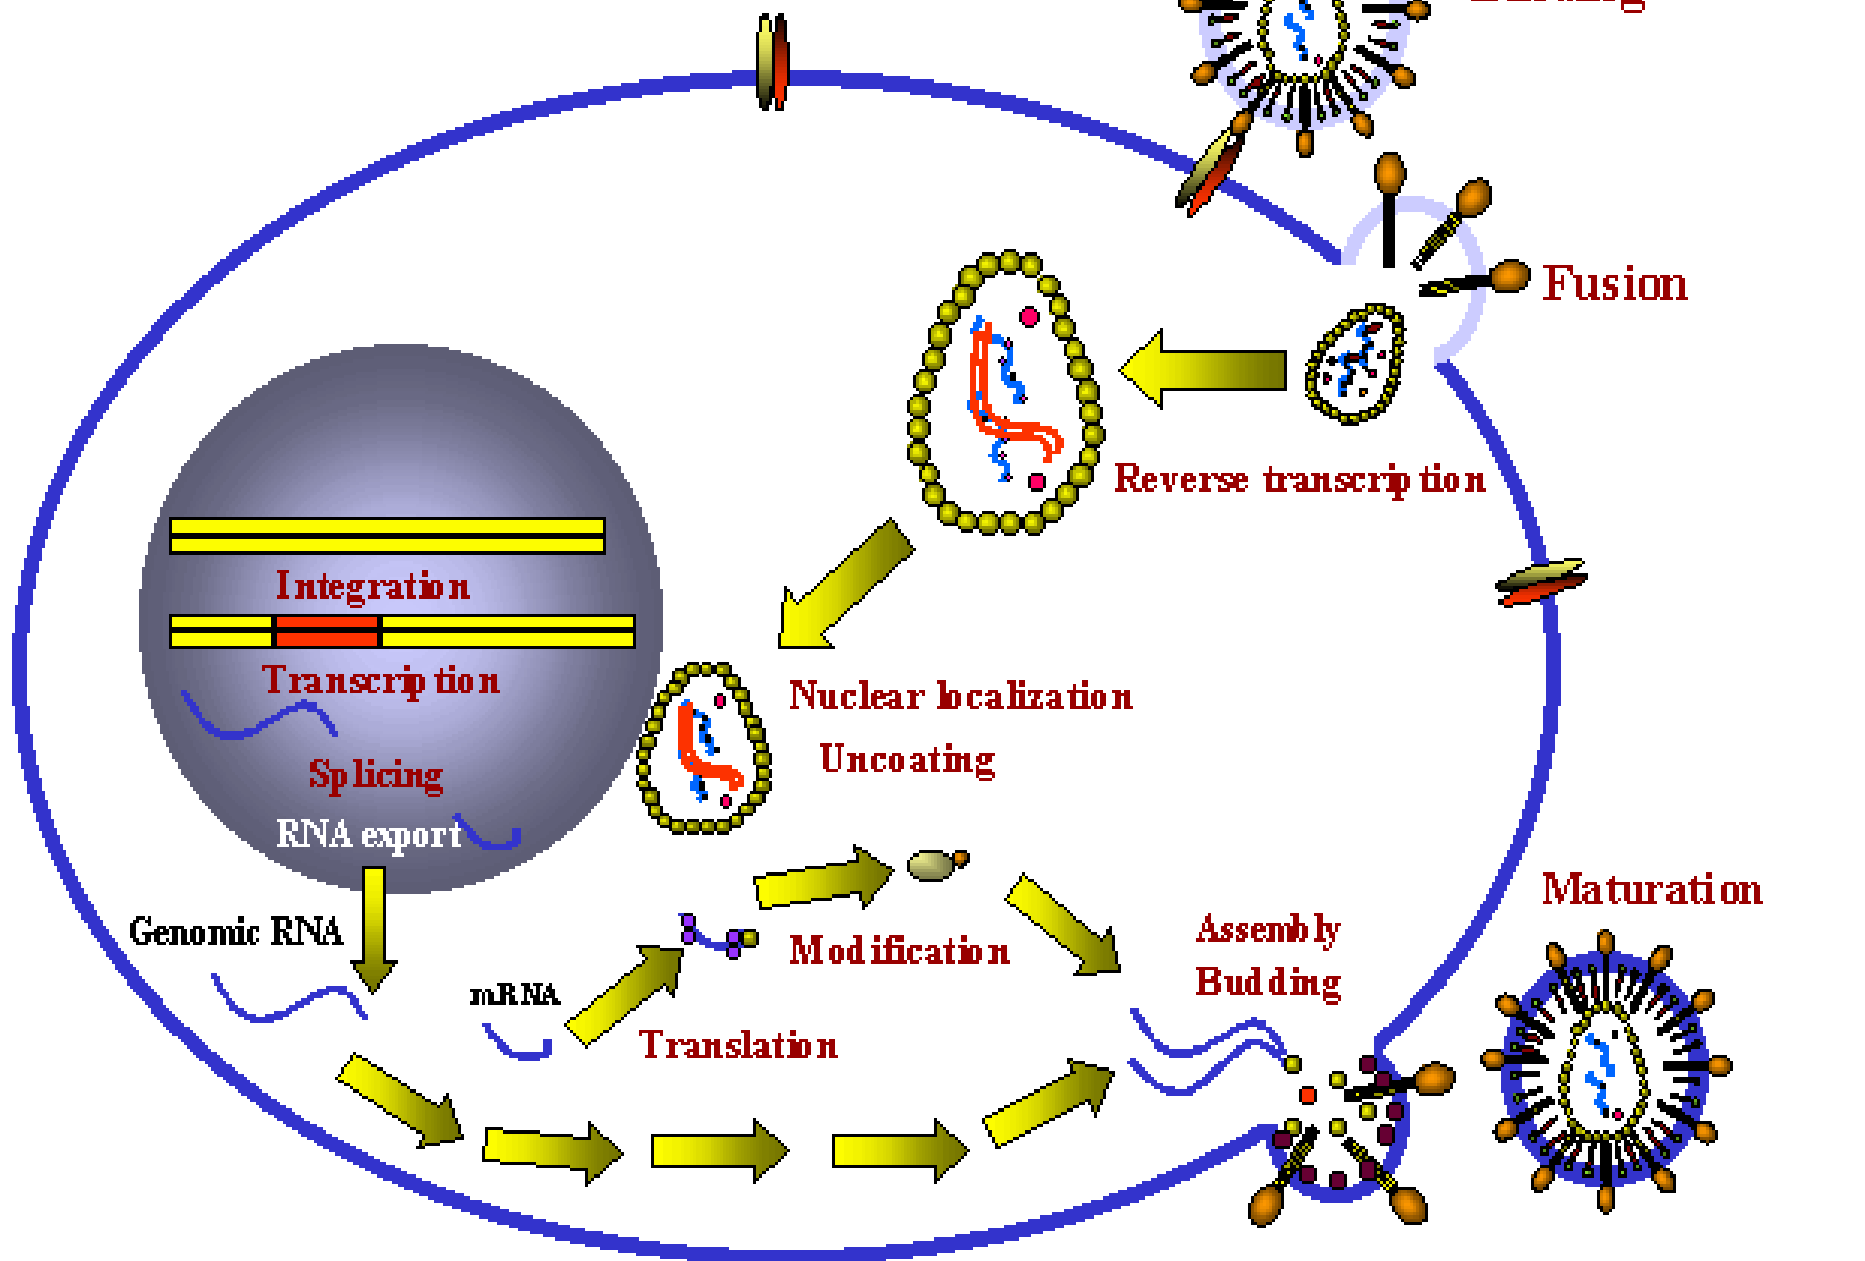 Fusion
Reverse transcription
Integration
Transcription
Nuclear localization
Uncoating
Splicing
RNA export
Genomic RNA
mRNA
Modification
Translation
Assembly
Budding
Maturation